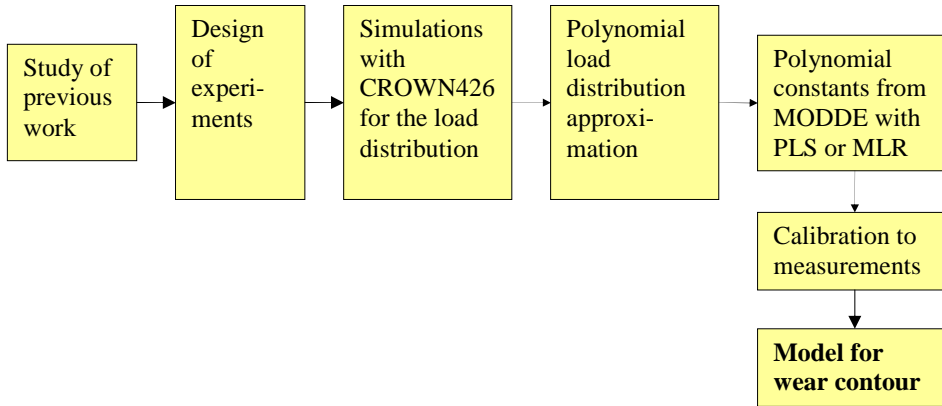 Study of
previous
work
Design
of
experi-
ments
Simulations
with
CROWN426
for the load
distribution
Polynomial
load
distribution
approxi-
mation
Polynomial
constants from
MODDE with
PLS or MLR
Calibration to
measurements
Model for
wear contour